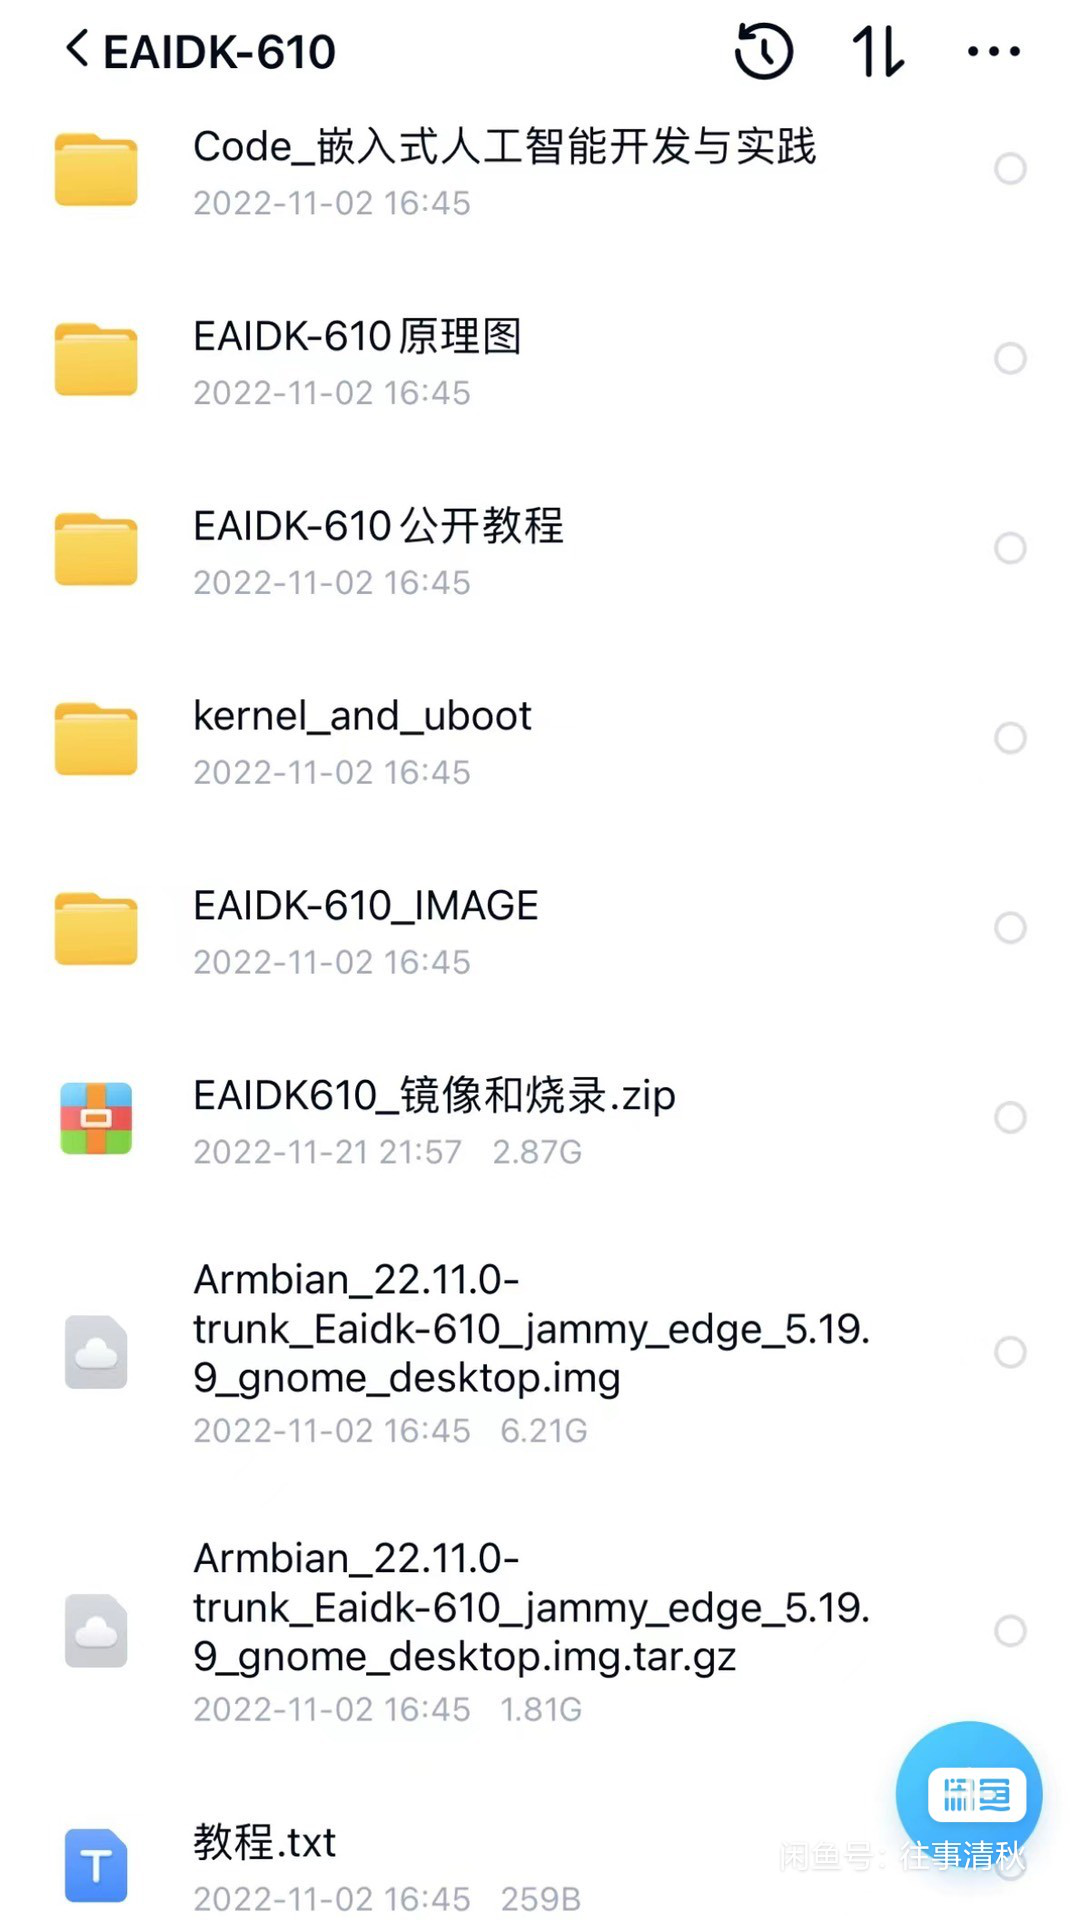 EAIDK-610
Code_嵌入式人工智能开发与实践
2022-11-02 16:45
EAIDK-610原理图
2022-11-02 16:45
EAIDK-610公开教程
2022-11-02 16:45
kernel_and_uboot
2022-11-02 16:45
EAIDK-610_IMAGE
2022-11-02 16:45
EAIDK610_镜像和烧录.zip
2022-11-21 21:57 2.87G
Armbian_22.11.0-
trunk_Eaidk-610_jammy_edge_5.19.
9_gnome_desktop.img
2022-11-02 16:45 6.21G
Armbian_22.11.0-
trunk_Eaidk-610_jammy_edge_5.19.
9_gnome_desktop.img.tar.gz
2022-11-02 16:45 1.81G
闲鱼
T
教程.txt
闲鱼号：往事清秋
2022-11-02 16:45 259B